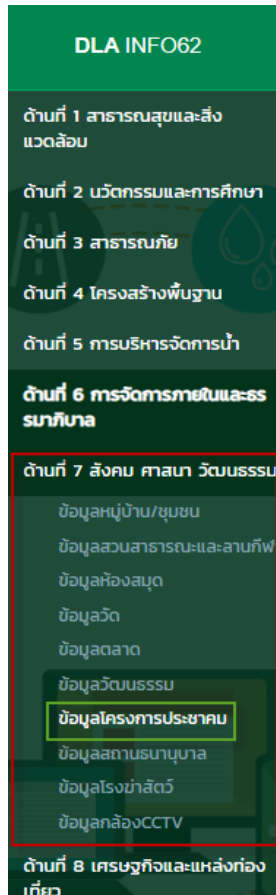 DLA INFO62
ด้านที่ 1 สาธารณสุขและสิ่ง
แวดล้อม
ด้านที่ 2 นวัตกรรมและการศึกษา
ด้านที่ 3 สาธารณภัย
ด้านที่ 4 โครงสร้างพื้นฐาน
ด้านที่ 5 การบริหารจัดการน้ำ
ด้านที่ 6 การจัดการภายในและธร
รมาภิบาล
ด้านที่ 7 สังคม ศาสนา วัฒนธรรม
ข้อมูลหมู่บ้าน/ชุมชน
ข้อมูลสวนสาธารณะและลานกีฬ
ข้อมูลห้องสมุด
ข้อมูลวัด
ข้อมูลตลาด
ข้อมูลวัฒนธรรม
ข้อมูลโครงการประชาคม
ข้อมูลสถานธนานุบาล
ข้อมูลโรงฆ่าสัตว์
ข้อมูลกล้องCCTV
ด้านที่ 8 เศรษฐกิจและแหล่งท่อง
เที่ยว